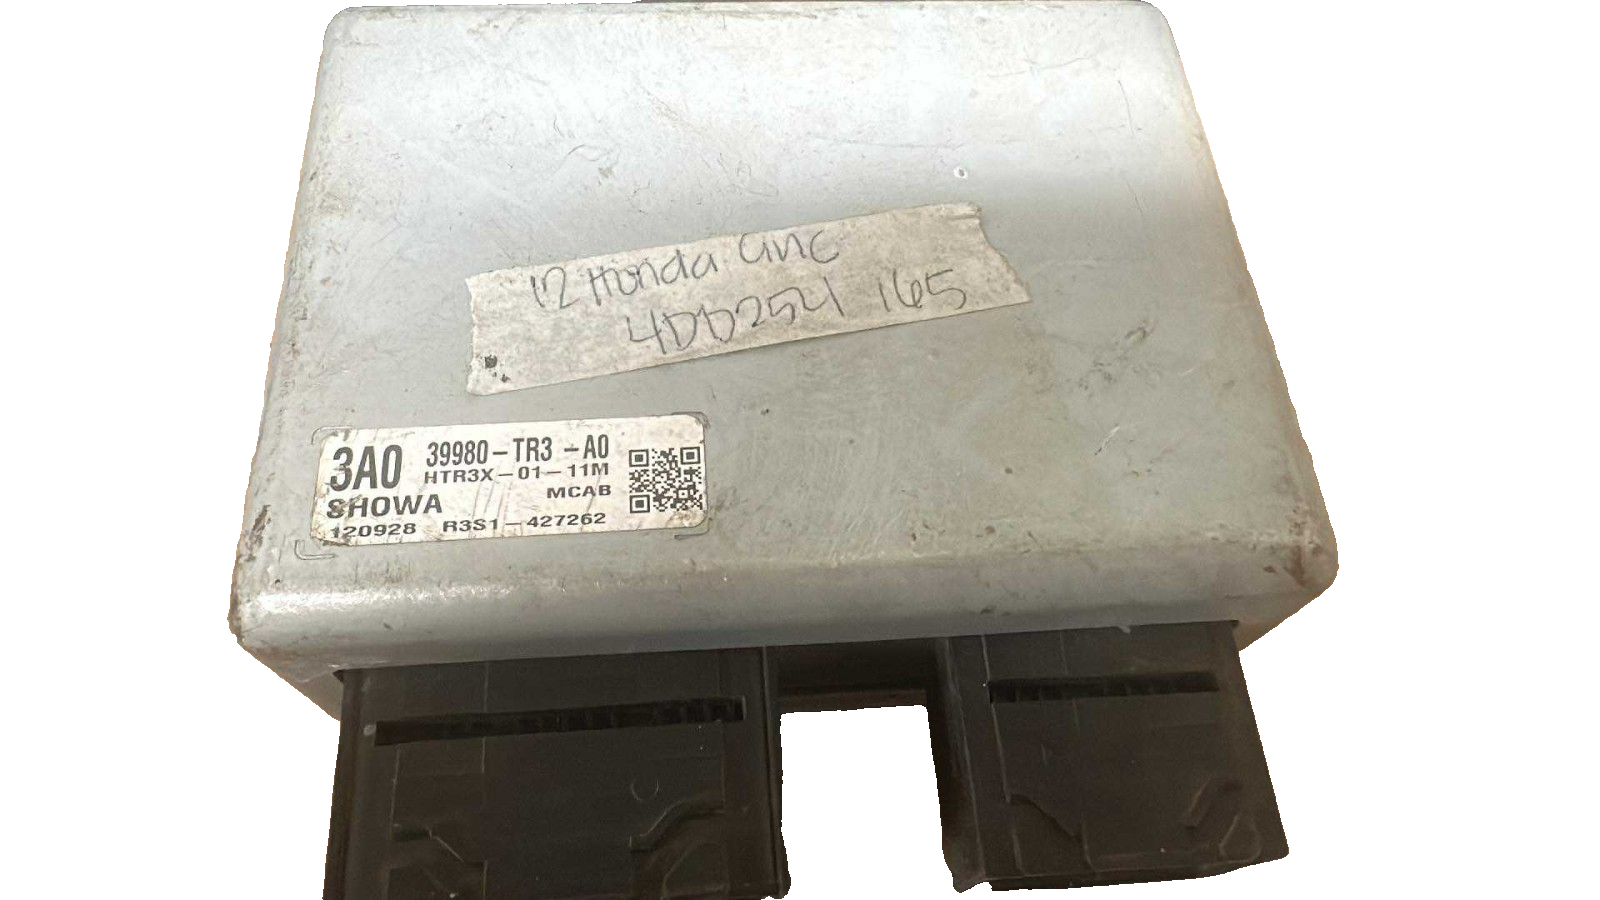 12 Honda Civic
4DD254 165
3A0 39980-TR3-A0
HTR3X-01-11M
SHOWA MCAB
120928 R3S1-427262